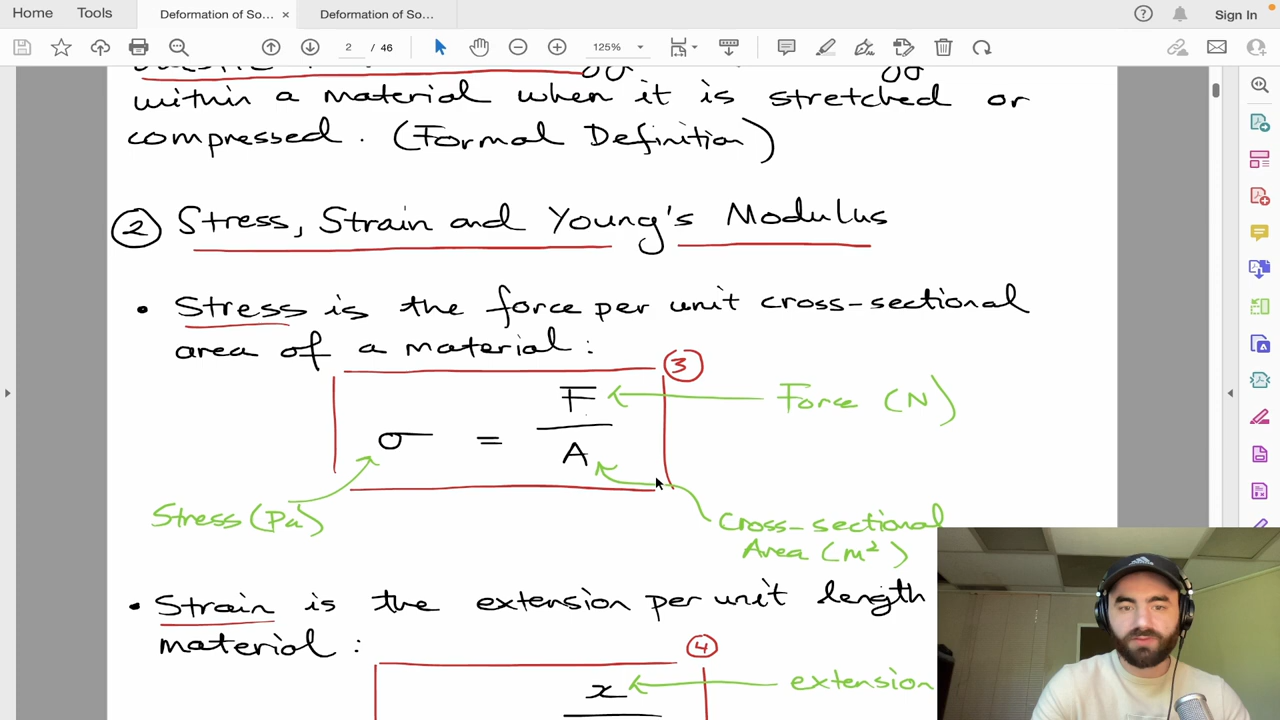 Home Tools Deformation of So... × Deformation of So... Sign In
2 / 46 125%
within a material when it is stretched or
compressed. (Formal Definition)
② Stress, Strain and Young's Modulus
• Stress is the force per unit cross-sectional
area of a material:
③
F Force (N)
σ =
A
Stress (Pa)
Cross-sectional
Area (m²)
• Strain is the extension per unit length
material:
④
x extension